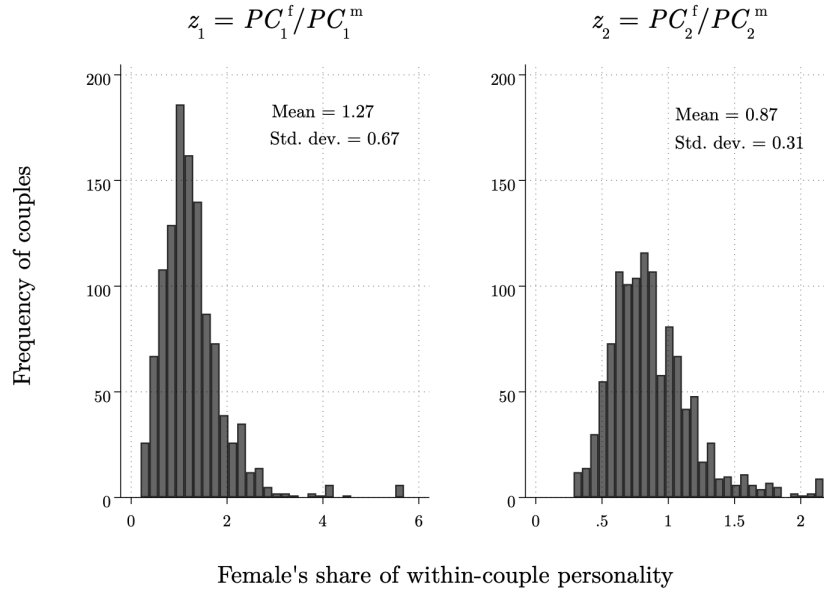 z₁ = PC₁ᶠ/PC₁ᵐ
z₂ = PC₂ᶠ/PC₂ᵐ
Frequency of couples
200
150
100
50
0
Mean = 1.27
Std. dev. = 0.67
0 2 4 6
200
150
100
50
0
Mean = 0.87
Std. dev. = 0.31
0 .5 1 1.5 2
Female's share of within-couple personality